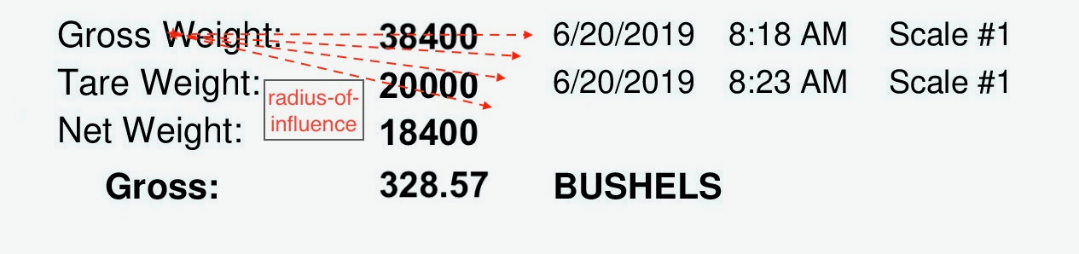 Gross Weight: 38400 6/20/2019 8:18 AM Scale #1
Tare Weight: 20000 6/20/2019 8:23 AM Scale #1
radius-of-
influence
Net Weight: 18400
Gross: 328.57 BUSHELS